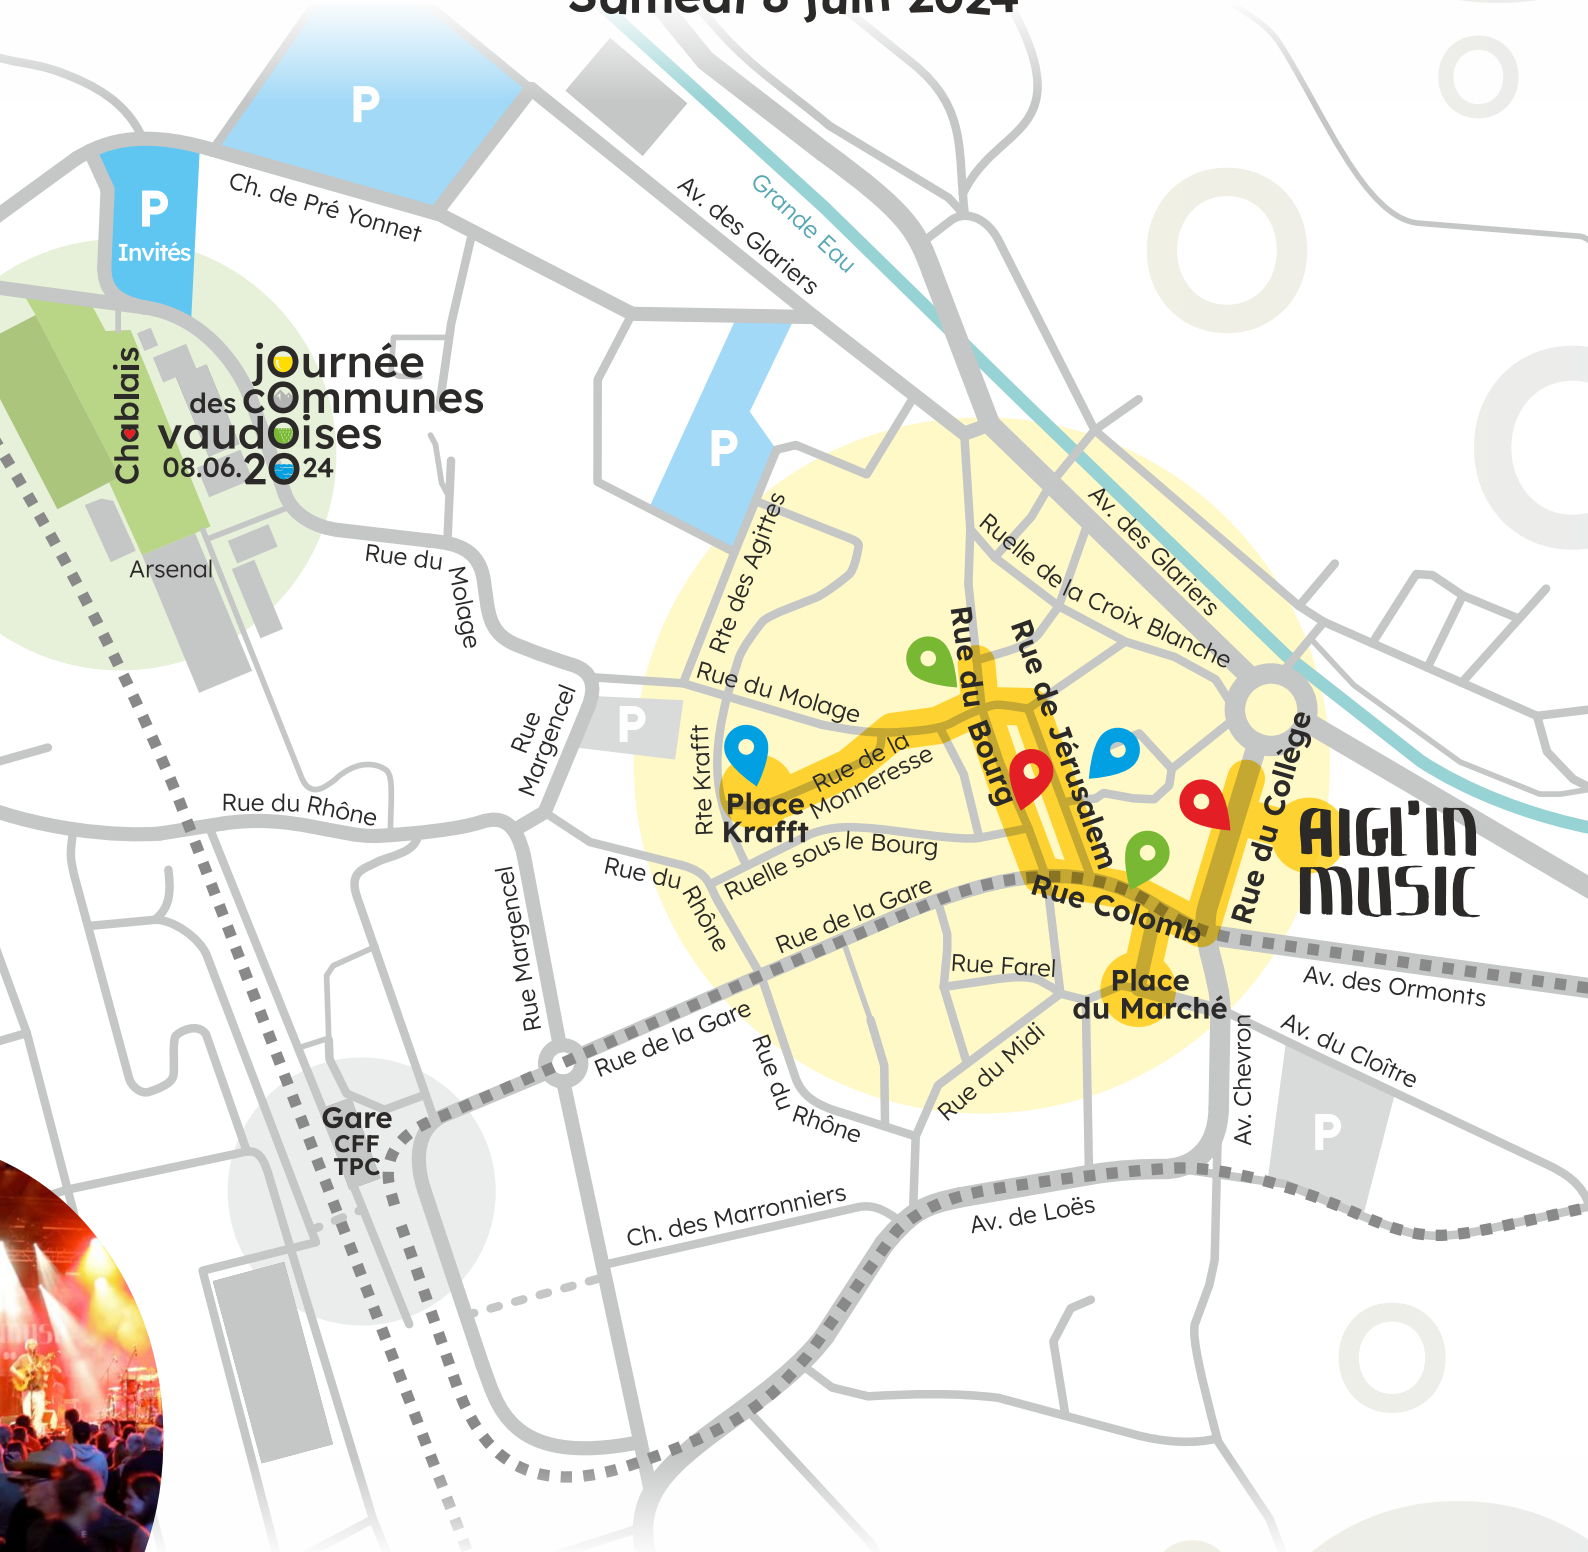 Samedi 8 juin 2024
P
P
Invités
Ch. de Pré Yonnet
Av. des Glariers
Grande Eau
Chablais
journée
des communes
vaudoises
08.06.2024
Arsenal
P
Rue du
Molage
Rte des Agittes
Av. des Glariers
Ruelle de la Croix Blanche
Rue du Bourg
Rue de Jérusalem
Rue du Molage
Rue
Margencel
P
Rte Krafft
Rue de la
Monneresse
Place
Krafft
Rue du Collège
AIGL'IN
MUSIC
Rue du Rhône
Ruelle sous le Bourg
Rue du
Rhône
Rue Margencel
Rue de la Gare
Rue Colomb
Rue Farel
Place
du Marché
Av. des Ormonts
Rue de la Gare
Rue du
Rhône
Rue du Midi
Av. Chevron
Av. du Cloître
P
Gare
CFF
TPC
Ch. des Marronniers
Av. de Loës